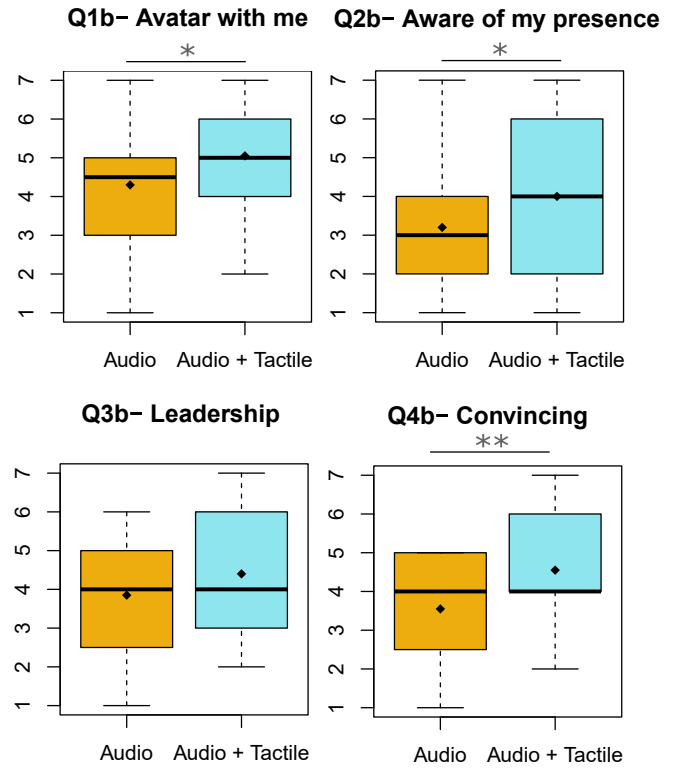 Q1b− Avatar with me
*
7
6
5
4
3
2
1
Audio
Audio + Tactile
Q2b− Aware of my presence
*
7
6
5
4
3
2
1
Audio
Audio + Tactile
Q3b− Leadership
7
6
5
4
3
2
1
Audio
Audio + Tactile
Q4b− Convincing
**
7
6
5
4
3
2
1
Audio
Audio + Tactile